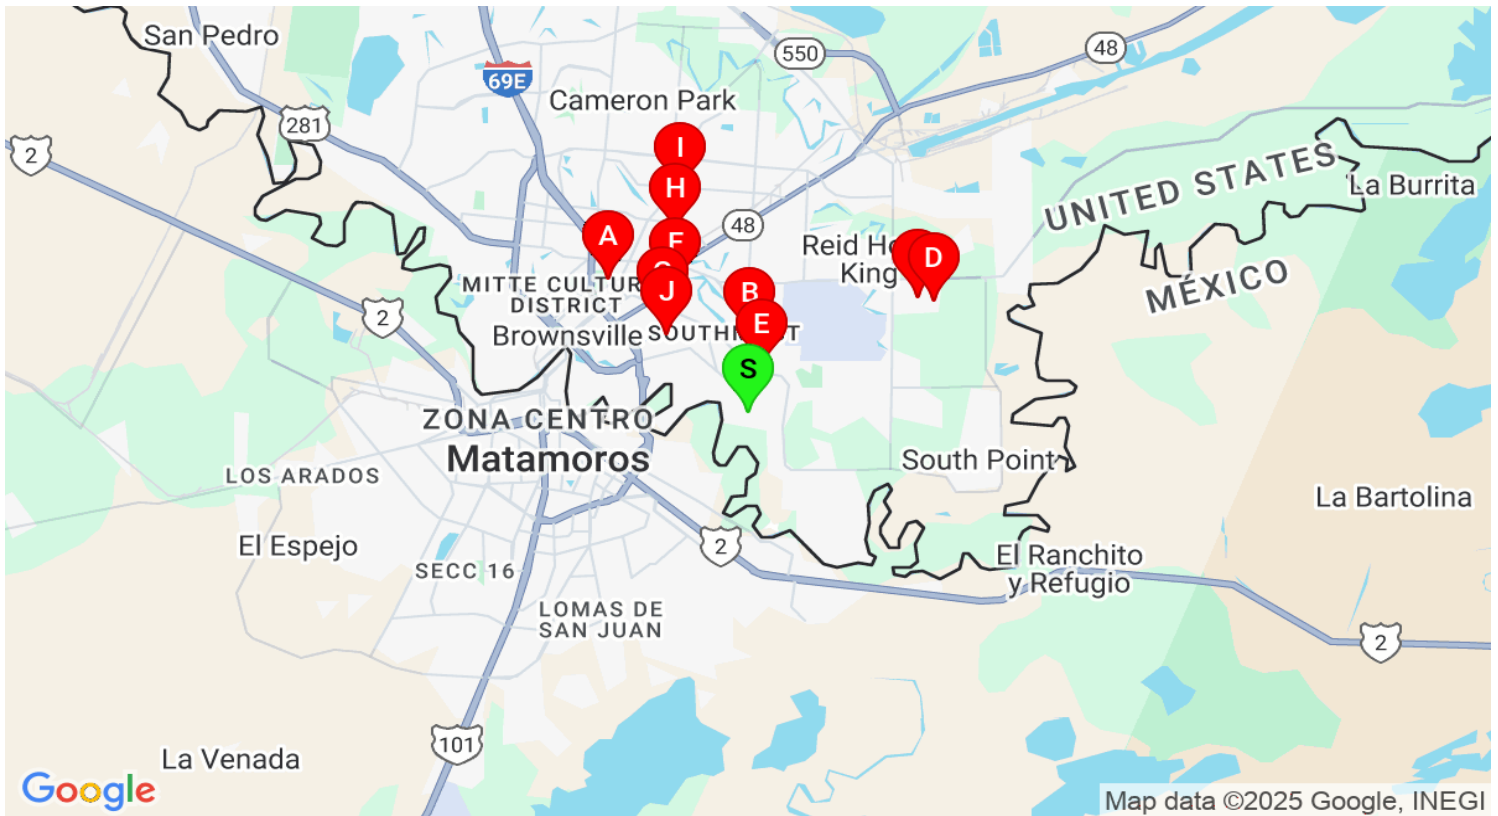 San Pedro
550
48
69E
Cameron Park
281
2
I
UNITED STATES
La Burrita
H
A
48
F
Reid Ho
King
D
MÉXICO
MITTE CULTUR
DISTRICT
J
B
2
Brownsville
SOUTHM
T
E
S
ZONA CENTRO
Matamoros
South Point
LOS ARADOS
La Bartolina
El Espejo
2
SECC 16
El Ranchito
y Refugio
LOMAS DE
SAN JUAN
2
101
La Venada
Google
Map data ©2025 Google, INEGI